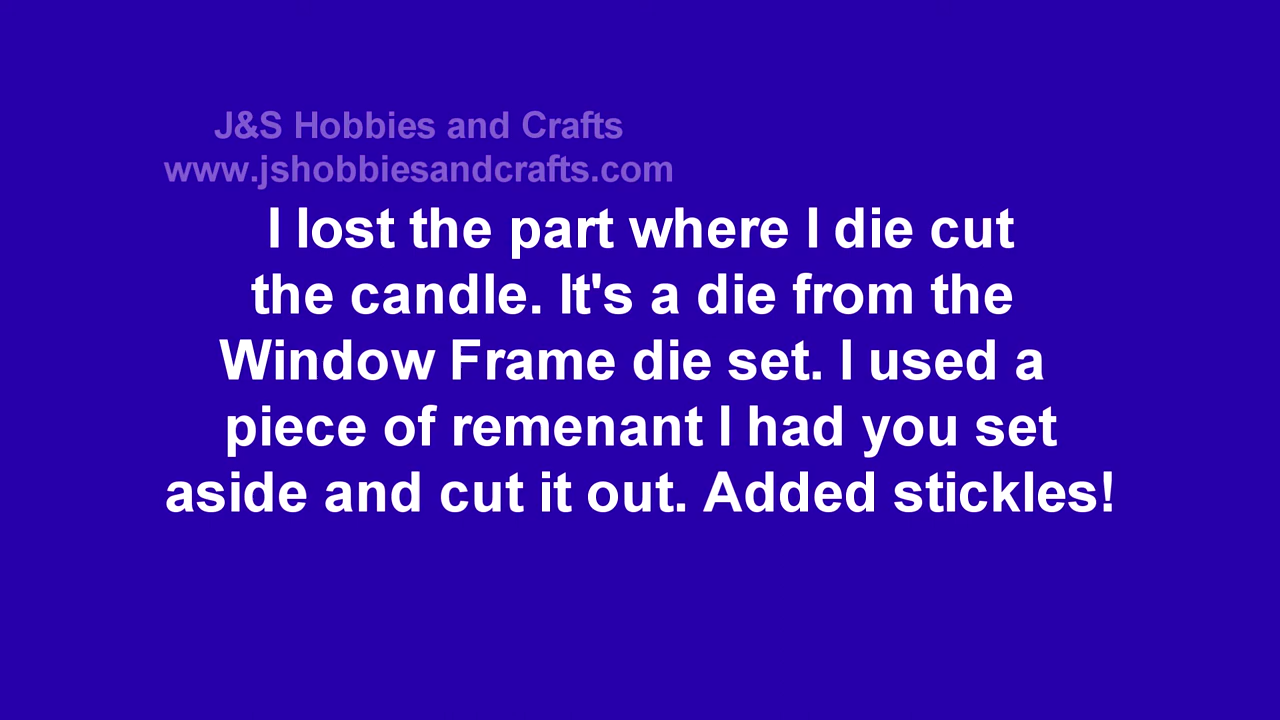 J&S Hobbies and Crafts
www.jshobbiesandcrafts.com
I lost the part where I die cut
the candle. It's a die from the
Window Frame die set. I used a
piece of remenant I had you set
aside and cut it out. Added stickles!